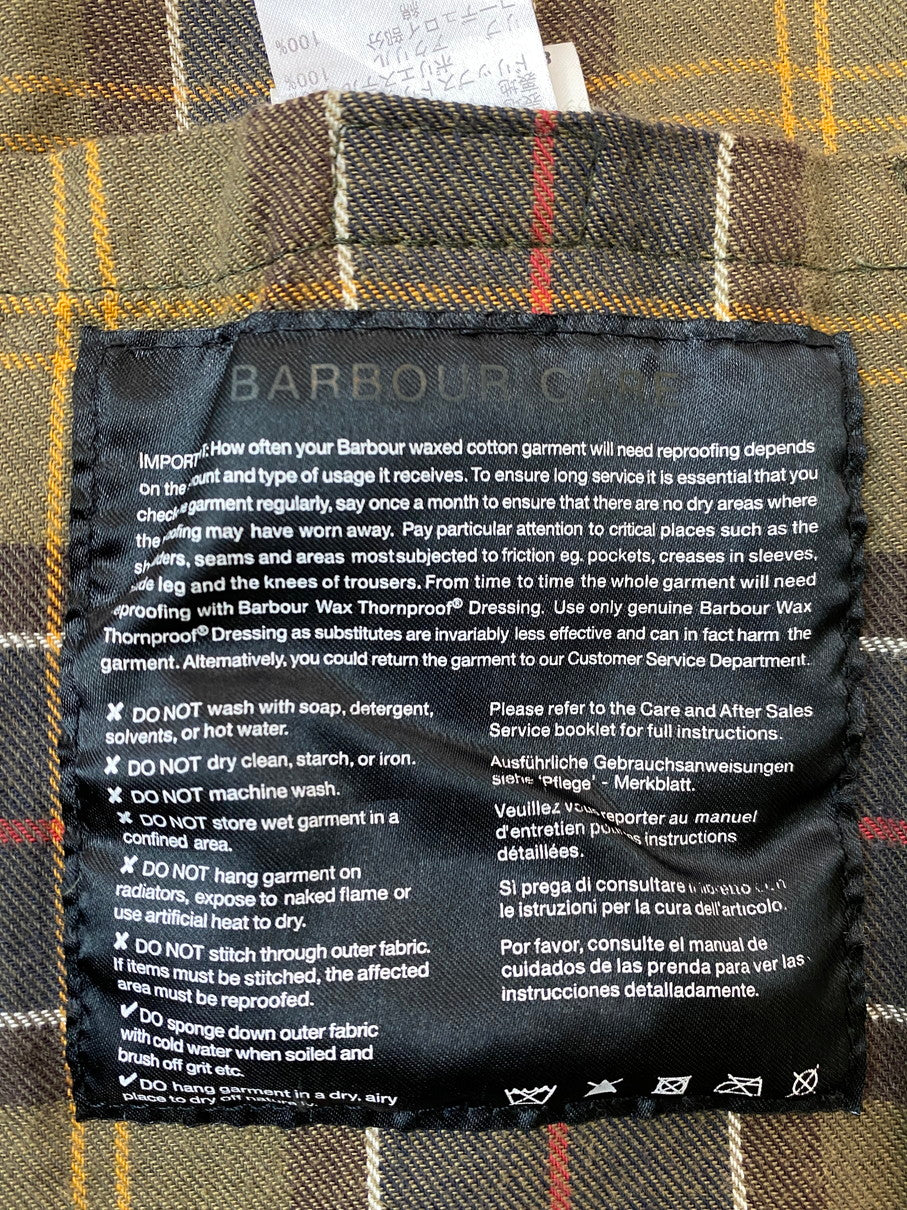 100%
100%
綿
アクリル
BARBOUR CARE
How often your Barbour waxed cotton garment will need reproofing depends
on the and type of usage it receives. To ensure long service it is essential that you
garment regularly, say once a month to ensure that there are no dry areas where
the may have worn away. Pay particular attention to critical places such as the
seams and areas most subjected to friction eg. pockets, creases in sleeves,
leg and the knees of trousers. From time to time the whole garment will need
with Barbour Wax Thornproof® Dressing. Use only genuine Barbour Wax
Thornproof® Dressing as substitutes are invariably less effective and can in fact harm the
garment. Alternatively, you could return the garment to our Customer Service Department.
✘ DO NOT wash with soap, detergent,
solvents, or hot water.
✘ DO NOT dry clean, starch, or iron.
✘ DO NOT machine wash.
✘ DO NOT store wet garment in a
confined area.
✘ DO NOT hang garment on
radiators, expose to naked flame or
use artificial heat to dry.
✘ DO NOT stitch through outer fabric.
If items must be stitched, the affected
area must be reproofed.
✔ DO sponge down outer fabric
with cold water when soiled and
brush off grit etc.
✔ DO hang garment in a dry, airy
place to dry off
Please refer to the Care and After Sales
Service booklet for full instructions.
Ausführliche Gebrauchsanweisungen
siehe 'Pflege' - Merkblatt.
Veuillez reporter au manuel
d'entretien instructions
détaillées.
Si prega di consultare
le istruzioni per la cura dell'articolo.
Por favor, consulte el manual de
cuidados de las prenda para ver las
instrucciones detalladamente.